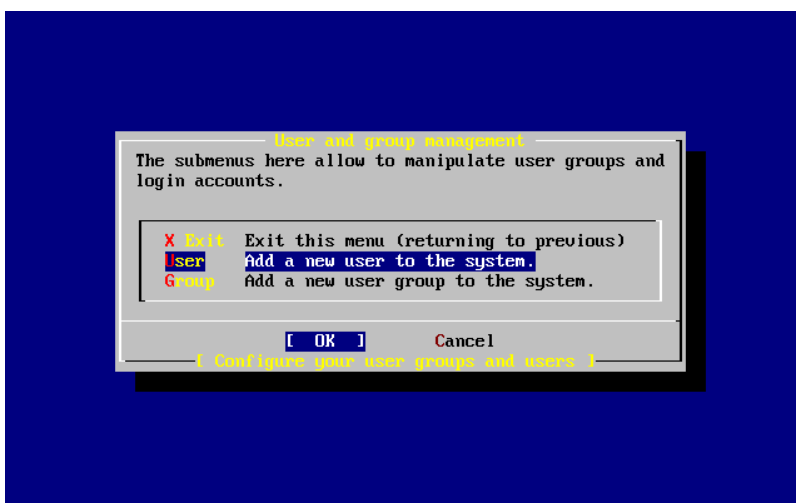 User and group management
The submenus here allow to manipulate user groups and
login accounts.
X Exit Exit this menu (returning to previous)
User Add a new user to the system.
Group Add a new user group to the system.
[ OK ] Cancel
[ Configure your user groups and users ]